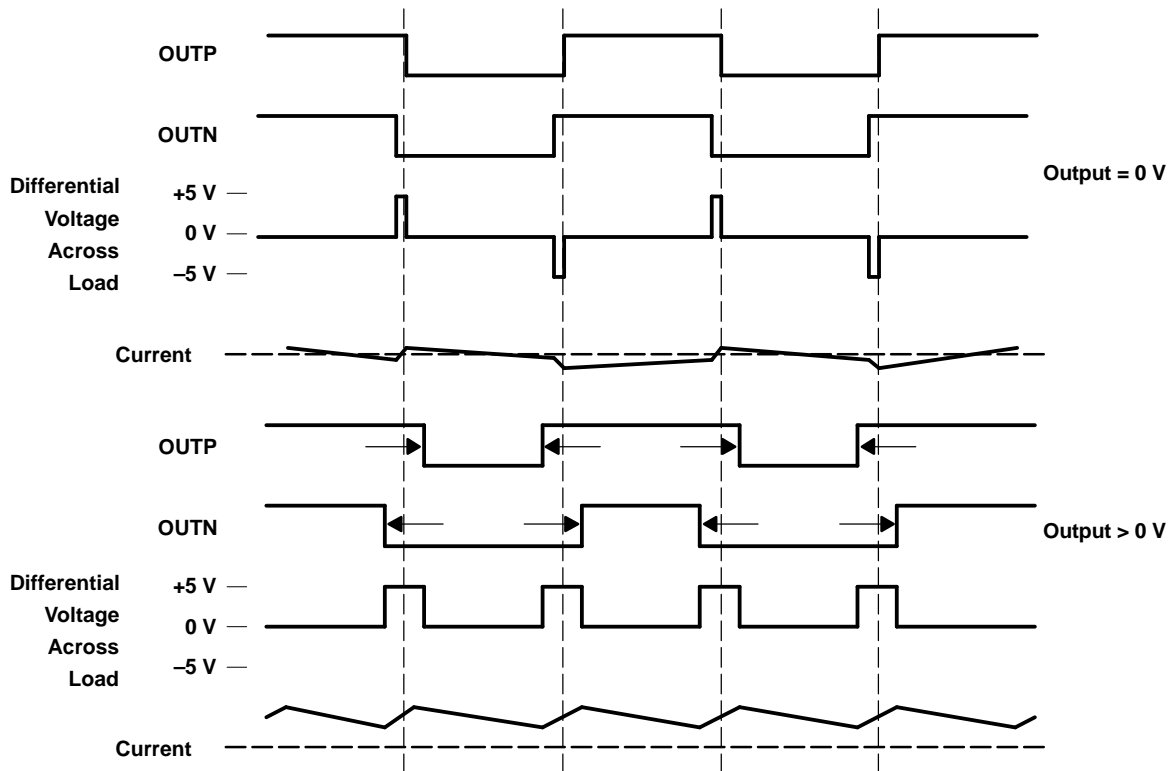 OUTP
OUTN
Output = 0 V
Differential
Voltage
Across
Load
+5 V
0 V
–5 V
Current
OUTP
OUTN
Output > 0 V
Differential
Voltage
Across
Load
+5 V
0 V
–5 V
Current